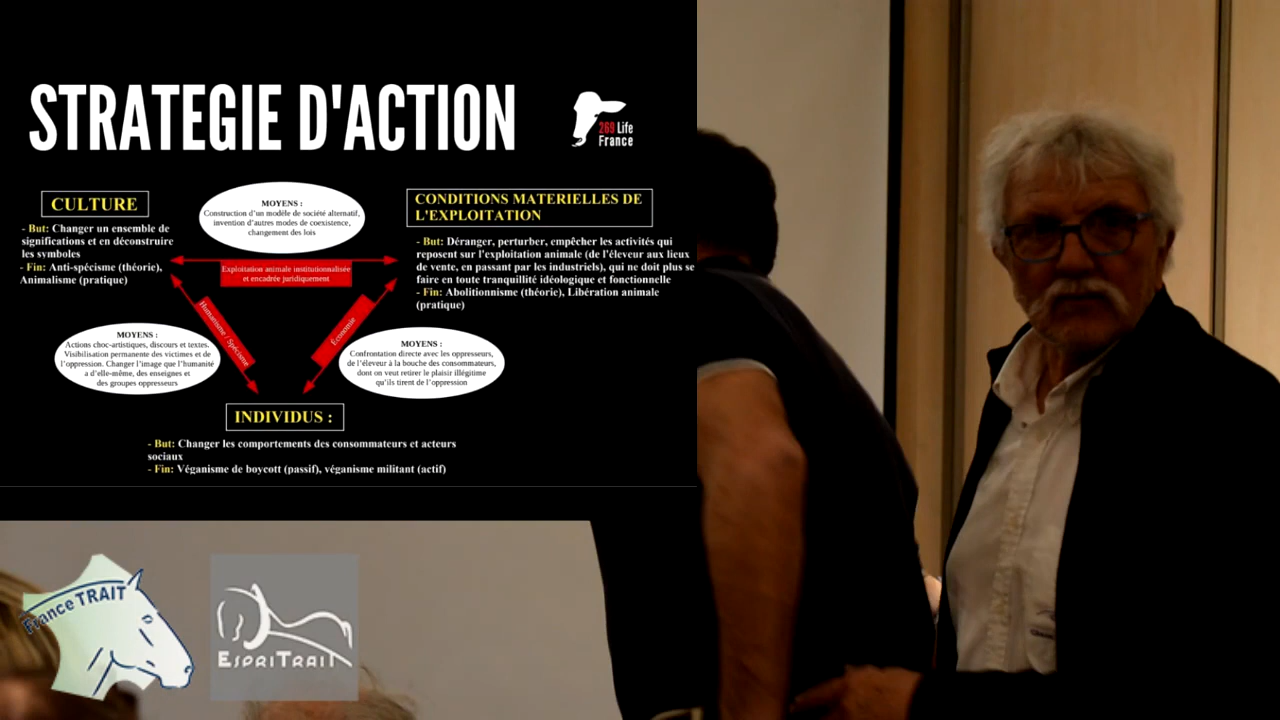 STRATEGIE D'ACTION
269 Life
France
CULTURE
- But: Changer un ensemble de
significations et en déconstruire
les symboles
- Fin: Anti-spécisme (théorie),
Animalisme (pratique)
MOYENS :
Construction d’un modèle de société alternatif,
invention d’autres modes de coexistence,
changement des lois
CONDITIONS MATERIELLES DE
L'EXPLOITATION
- But: Déranger, perturber, empêcher les activités qui
reposent sur l’exploitation animale (de l’éleveur aux lieux
de vente, en passant par les industriels), qui ne doit plus se
faire en toute tranquillité idéologique et fonctionnelle
- Fin: Abolitionnisme (théorie), Libération animale
(pratique)
Exploitation animale institutionnalisée
et encadrée juridiquement
Humanisme / Spécisme
Économie
MOYENS :
Actions choc-artistiques, discours et textes.
Visibilisation permanente des victimes et de
l’oppression. Changer l’image que l’humanité
a d’elle-même, des enseignes et
des groupes oppresseurs
MOYENS :
Confrontation directe avec les oppresseurs,
de l’éleveur à la bouche des consommateurs,
dont on veut retirer le plaisir illégitime
qu’ils tirent de l’oppression
INDIVIDUS :
- But: Changer les comportements des consommateurs et acteurs
sociaux
- Fin: Véganisme de boycott (passif), véganisme militant (actif)
France TRAIT
ESPRITRAIT